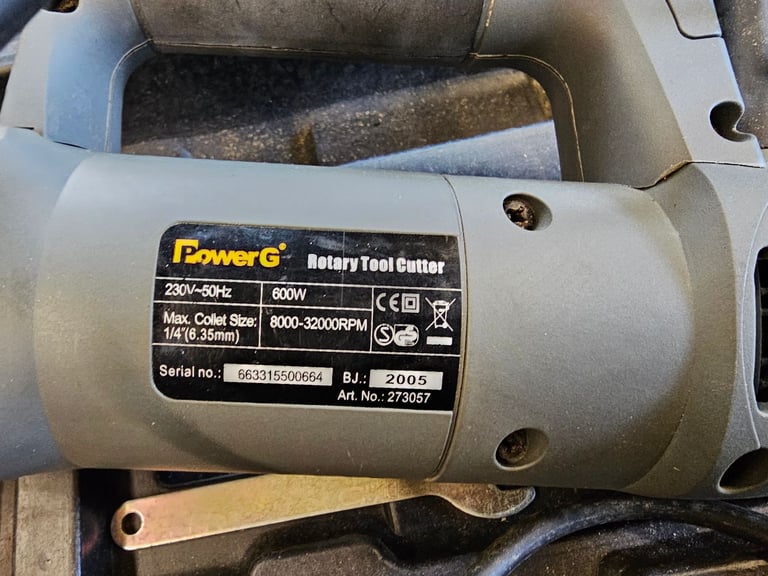 PowerG® Rotary Tool Cutter
230V~50Hz 600W
Max. Collet Size: 8000-32000RPM
1/4"(6.35mm)
Serial no.: 663315500664 BJ.: 2005
Art. No.: 273057